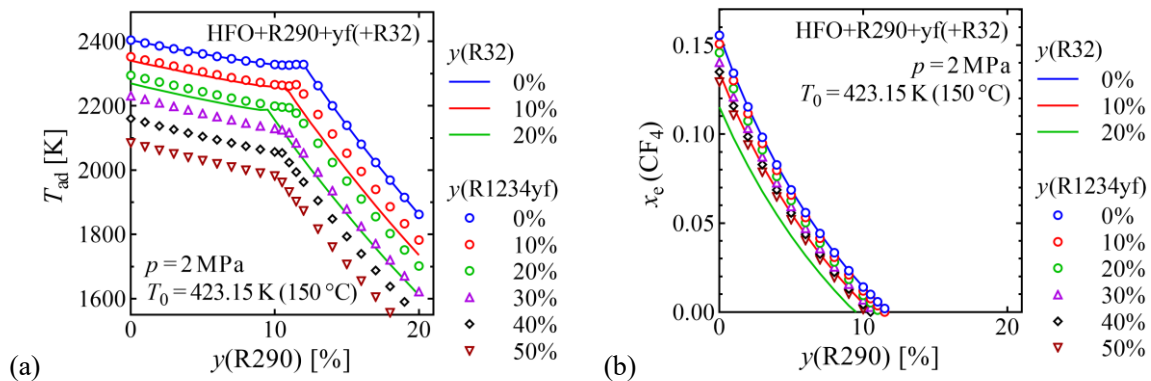 HFO+R290+yf(+R32)
p = 2 MPa
T₀ = 423.15 K (150 °C)
2400
2200
2000
1800
1600
T_ad [K]
0
10
20
y(R290) [%]
y(R32)
0%
10%
20%
y(R1234yf)
0%
10%
20%
30%
40%
50%
(a)
HFO+R290+yf(+R32)
p = 2 MPa
T₀ = 423.15 K (150 °C)
0.15
0.10
0.05
0.00
x_e (CF₄)
0
10
20
y(R290) [%]
y(R32)
0%
10%
20%
y(R1234yf)
0%
10%
20%
30%
40%
50%
(b)